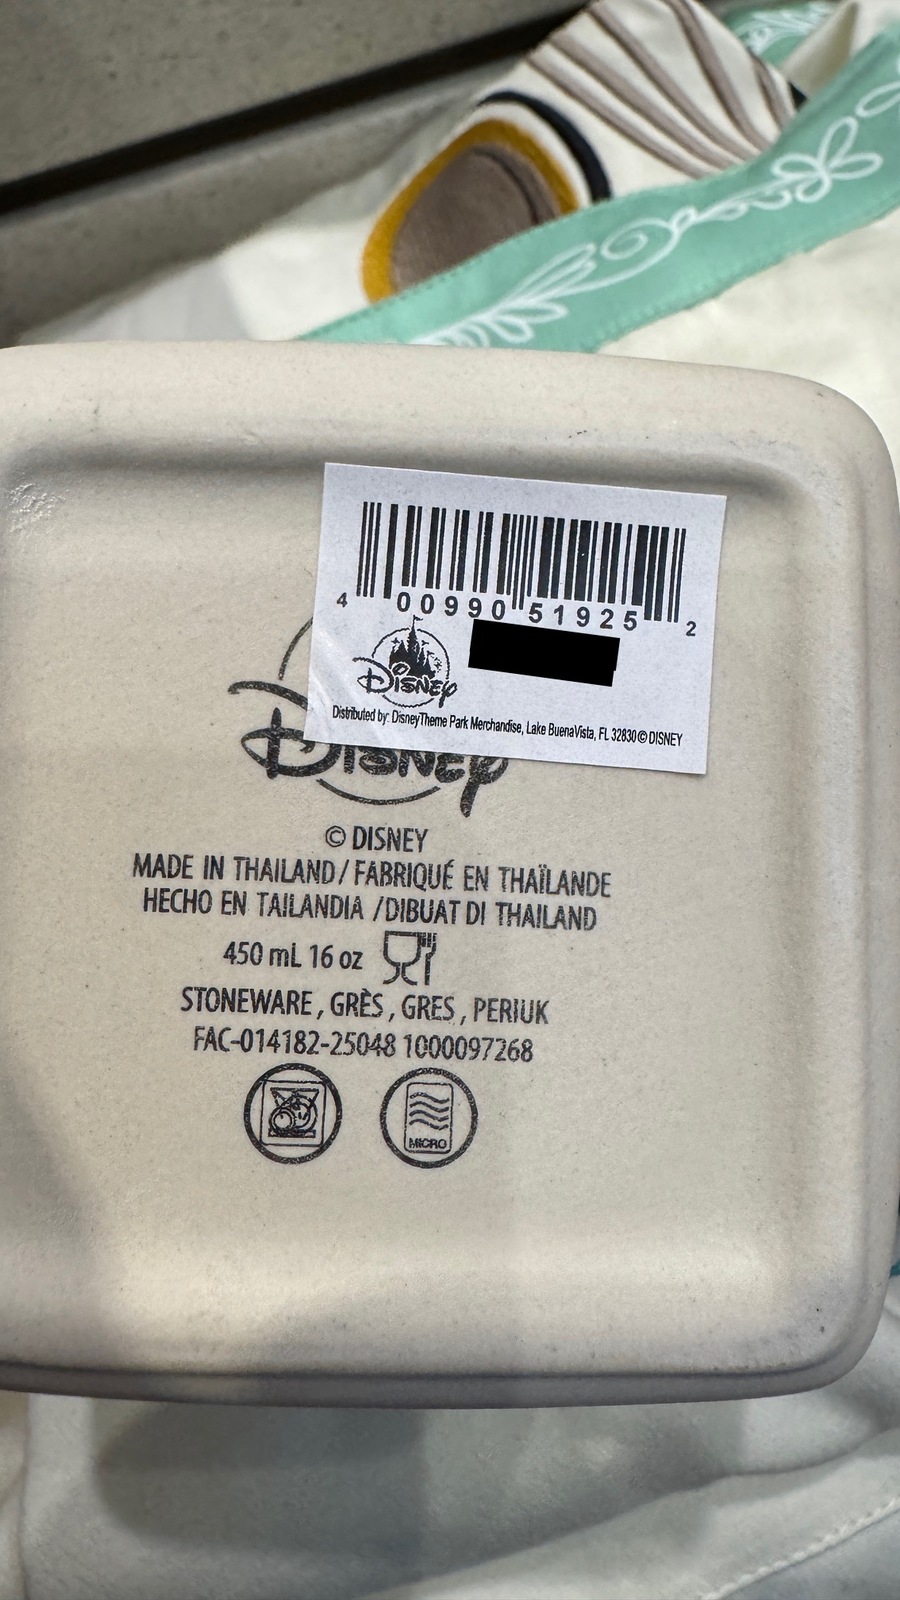 4 00990 51925 2
Disney
Distributed by: DisneyTheme Park Merchandise, Lake BuenaVista, FL 32830 © DISNEY
Disney
© DISNEY
MADE IN THAILAND / FABRIQUÉ EN THAÏLANDE
HECHO EN TAILANDIA / DIBUAT DI THAILAND
450 mL 16 oz
STONEWARE , GRÈS , GRES , PERIUK
FAC-014182-25048 1000097268
MICRO